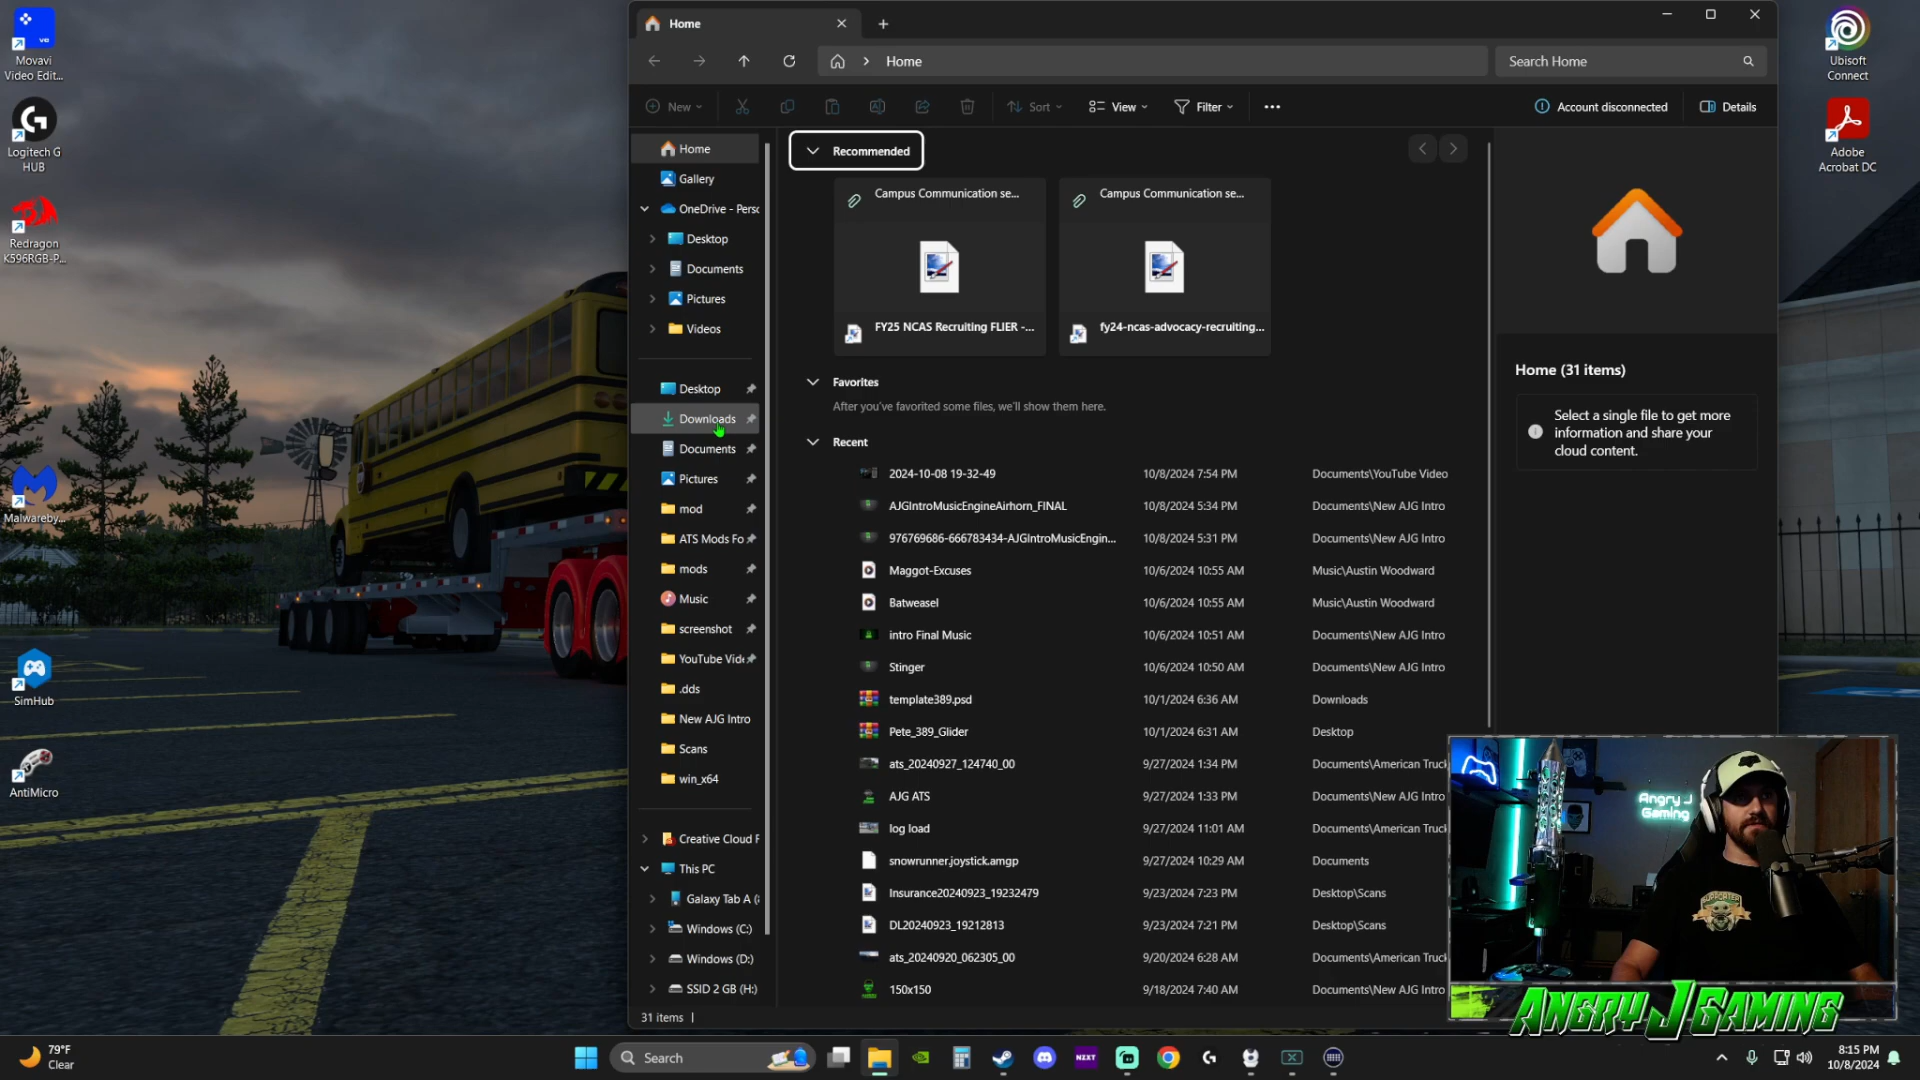 Movavi
Video Edit...
Logitech G
HUB
Redragon
K596RGB-P...
Malwareby...
SimHub
AntiMicro
Ubisoft
Connect
Adobe
Acrobat DC
Home
Home
Search Home
New
Sort
View
Filter
Account disconnected
Details
Home
Gallery
OneDrive - Perso
Desktop
Documents
Pictures
Videos
Desktop
Downloads
Documents
Pictures
mod
ATS Mods Fo
mods
Music
screenshot
YouTube Vide
.dds
New AJG Intro
Scans
win_x64
Creative Cloud F
This PC
Galaxy Tab A (
Windows (C:)
Windows (D:)
SSID 2 GB (H:)
Recommended
Campus Communication se...
FY25 NCAS Recruiting FLIER -...
Campus Communication se...
fy24-ncas-advocacy-recruiting...
Favorites
After you've favorited some files, we'll show them here.
Recent
2024-10-08 19-32-49 10/8/2024 7:54 PM Documents\YouTube Video
AJGIntroMusicEngineAirhorn_FINAL 10/8/2024 5:34 PM Documents\New AJG Intro
976769686-666783434-AJGIntroMusicEngin... 10/8/2024 5:31 PM Documents\New AJG Intro
Maggot-Excuses 10/6/2024 10:55 AM Music\Austin Woodward
Batweasel 10/6/2024 10:55 AM Music\Austin Woodward
intro Final Music 10/6/2024 10:51 AM Documents\New AJG Intro
Stinger 10/6/2024 10:50 AM Documents\New AJG Intro
template389.psd 10/1/2024 6:36 AM Downloads
Pete_389_Glider 10/1/2024 6:31 AM Desktop
ats_20240927_124740_00 9/27/2024 1:34 PM Documents\American Truck
AJG ATS 9/27/2024 1:33 PM Documents\New AJG Intro
log load 9/27/2024 11:01 AM Documents\American Truck
snowrunner.joystick.amgp 9/27/2024 10:29 AM Documents
Insurance20240923_19232479 9/23/2024 7:23 PM Desktop\Scans
DL20240923_19212813 9/23/2024 7:21 PM Desktop\Scans
ats_20240920_062305_00 9/20/2024 6:28 AM Documents\American Truck
150x150 9/18/2024 7:40 AM Documents\New AJG Intro
Home (31 items)
Select a single file to get more
information and share your
cloud content.
31 items
Angry J
Gaming
SUPPORTER
ANGRY J GAMING
79°F
Clear
Search
NZXT
8:15 PM
10/8/2024